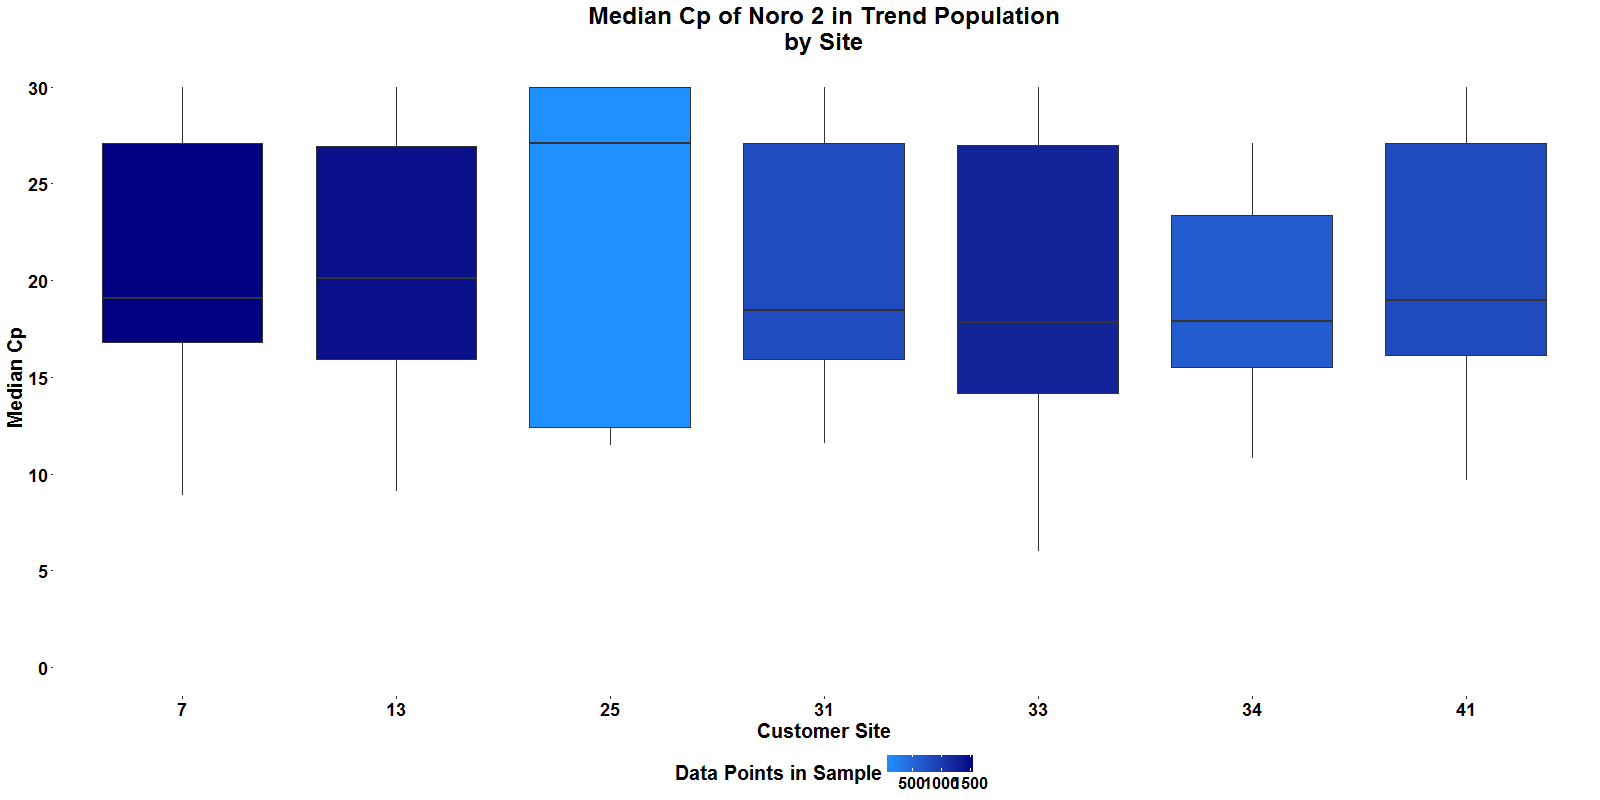 Median Cp of Noro 2 in Trend Population
by Site
Median Cp
30
25
20
15
10
5
0
7 13 25 31 33 34 41
Customer Site
Data Points in Sample
500 1000 1500